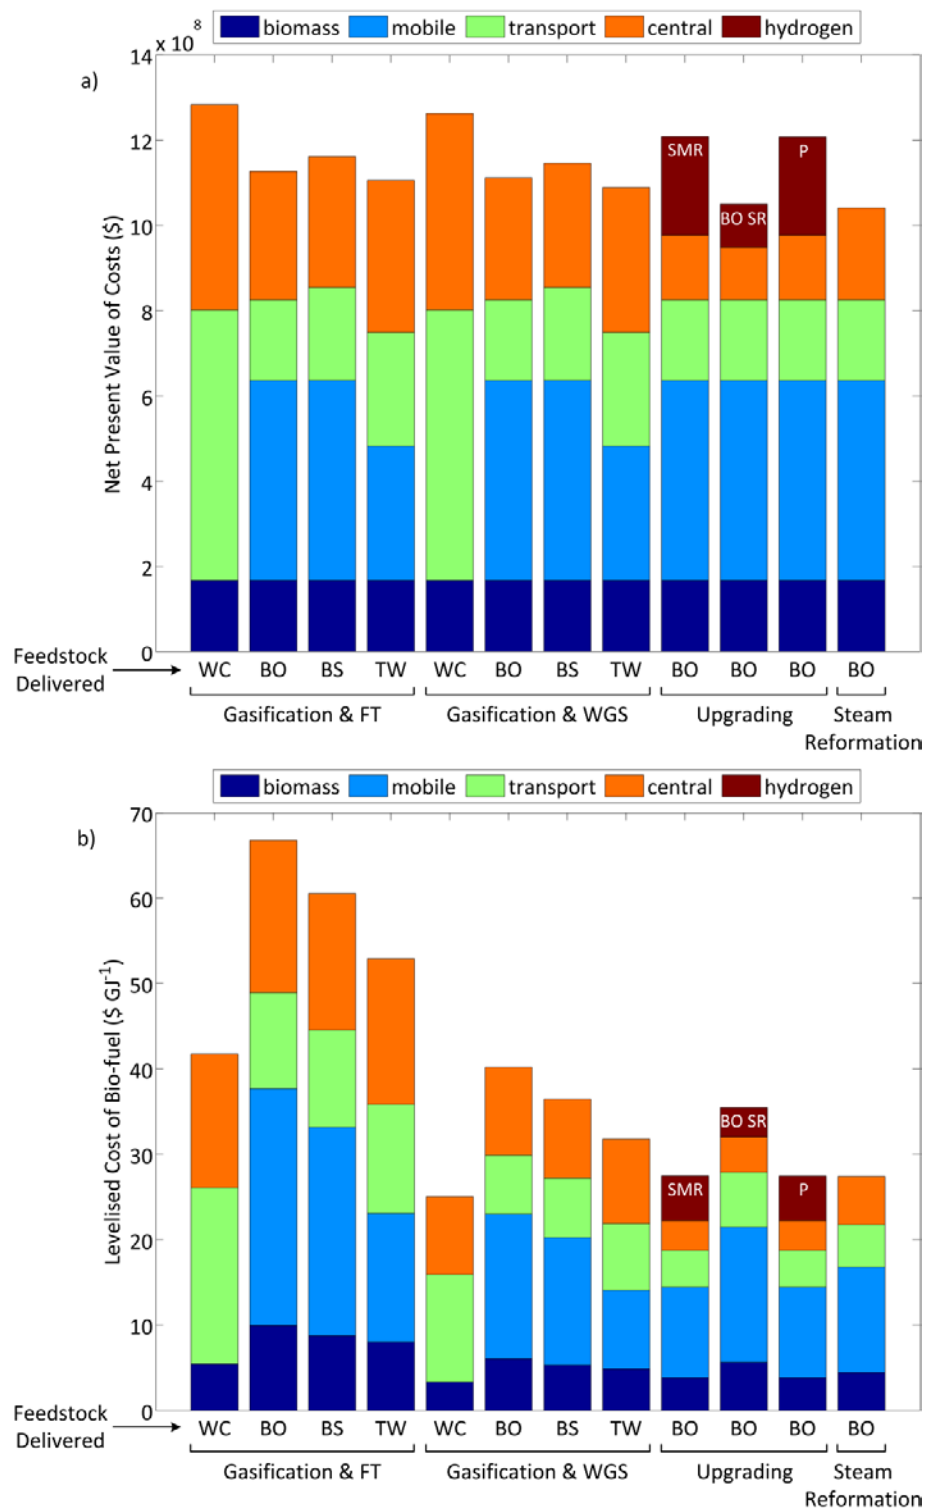 biomass mobile transport central hydrogen
x 10^8
a)
14
12
10
8
6
4
2
0
Net Present Value of Costs ($)
SMR
BO SR
P
Feedstock
Delivered
WC BO BS TW WC BO BS TW BO BO BO BO
Gasification & FT Gasification & WGS Upgrading Steam
Reformation
biomass mobile transport central hydrogen
b)
70
60
50
40
30
20
10
0
Levelised Cost of Bio-fuel ($ GJ^-1)
SMR
BO SR
P
Feedstock
Delivered
WC BO BS TW WC BO BS TW BO BO BO BO
Gasification & FT Gasification & WGS Upgrading Steam
Reformation